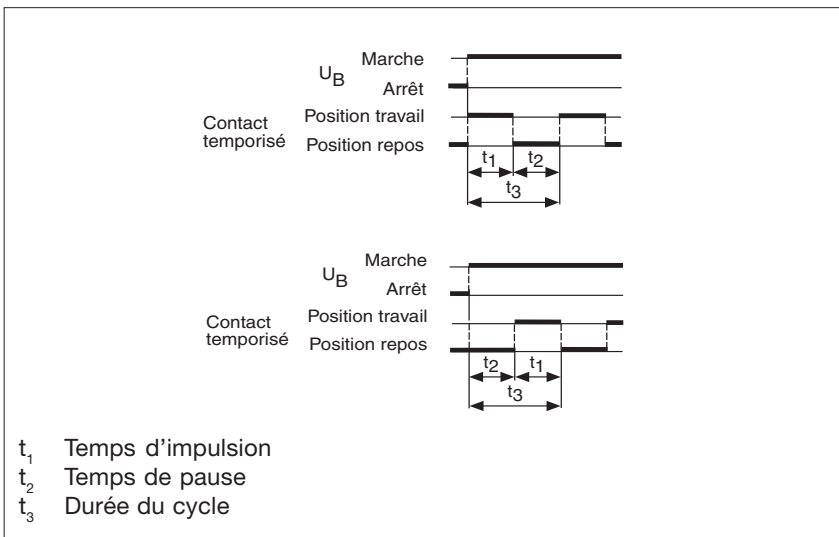 Marche
U_B
Arrêt
Position travail
Contact
temporisé
Position repos
t1 t2
t3
Marche
U_B
Arrêt
Position travail
Contact
temporisé
Position repos
t2 t1
t3
t1 Temps d'impulsion
t2 Temps de pause
t3 Durée du cycle